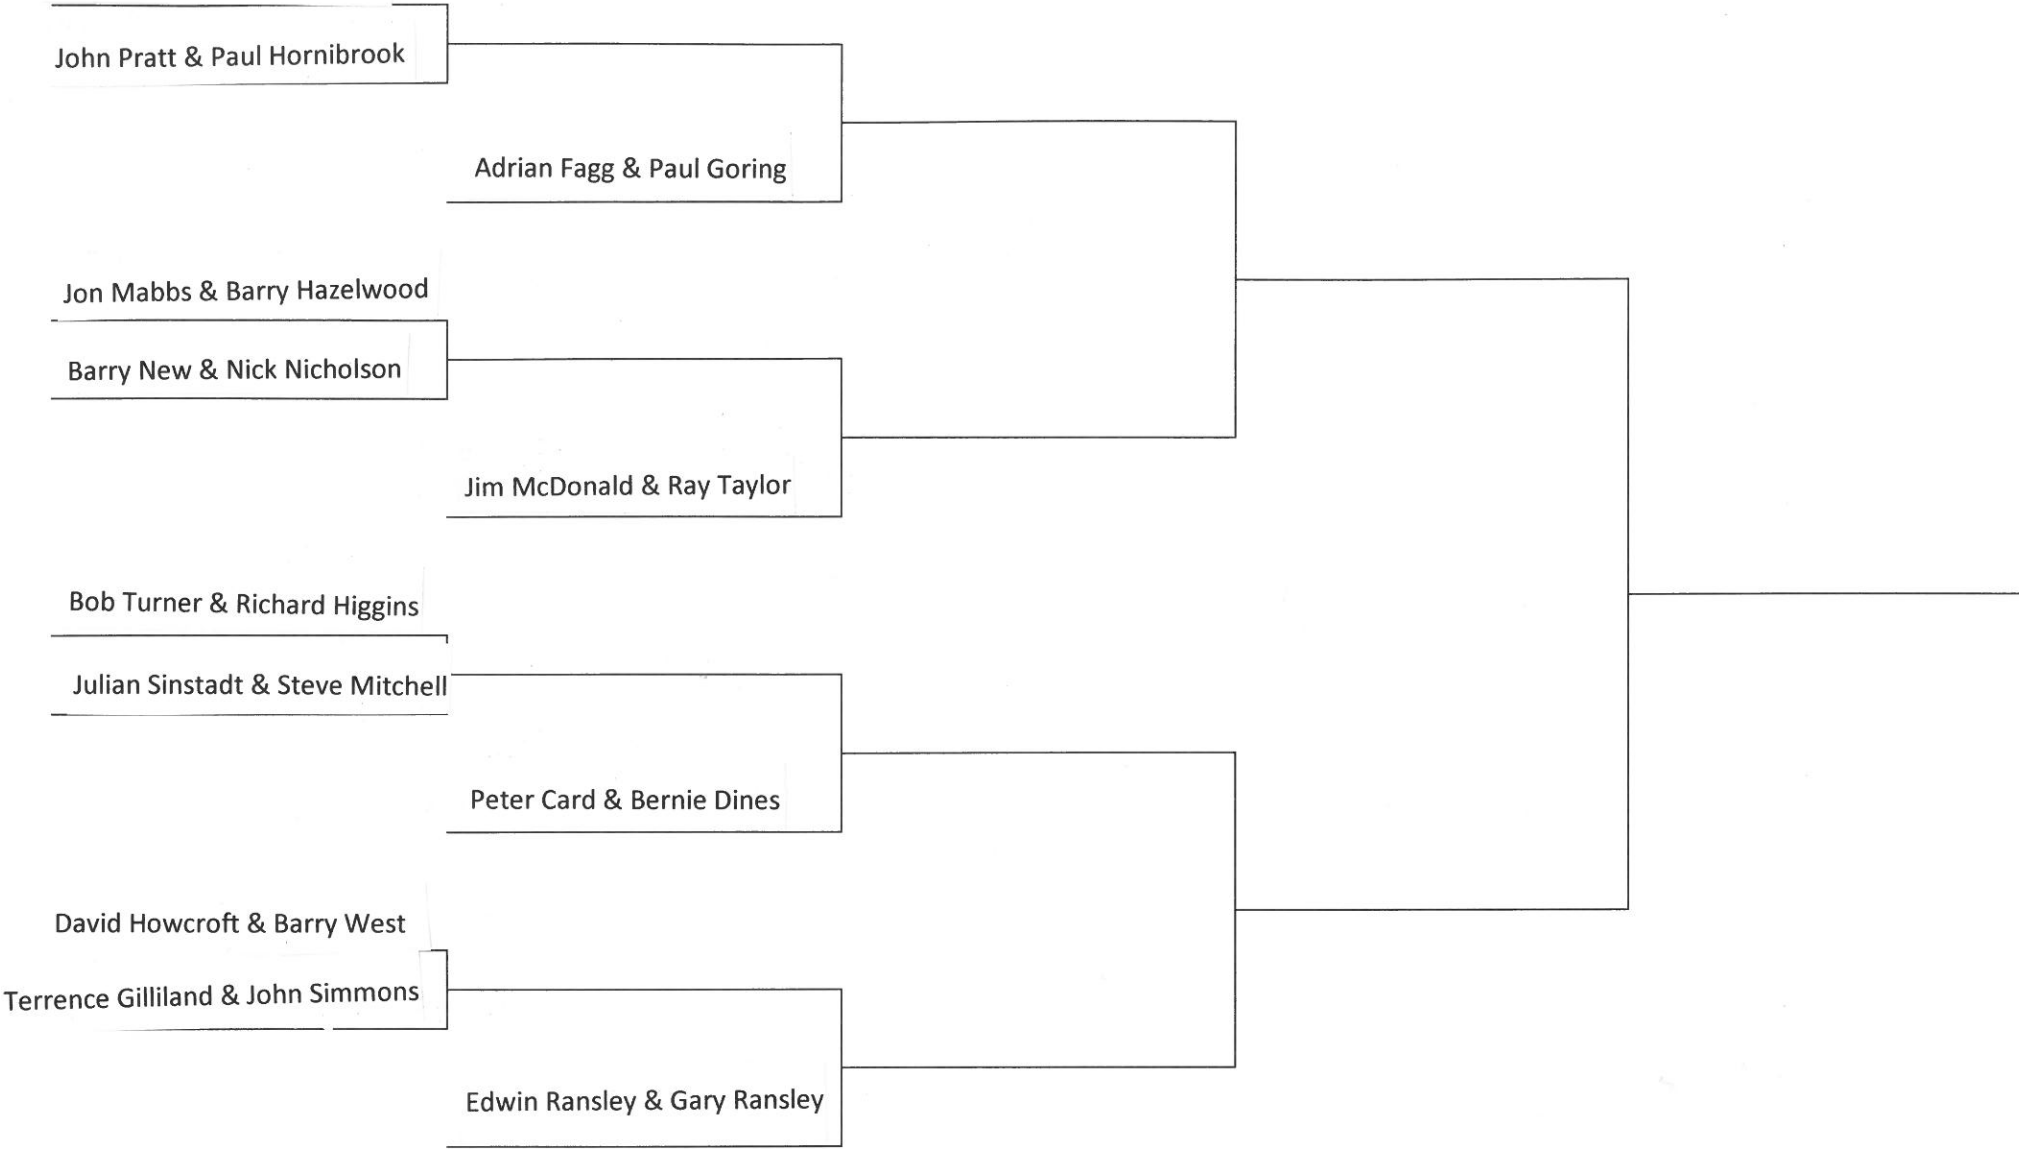 John Pratt & Paul Hornibrook
Adrian Fagg & Paul Goring
Jon Mabbs & Barry Hazelwood
Barry New & Nick Nicholson
Jim McDonald & Ray Taylor
Bob Turner & Richard Higgins
Julian Sinstadt & Steve Mitchell
Peter Card & Bernie Dines
David Howcroft & Barry West
Terrence Gilliland & John Simmons
Edwin Ransley & Gary Ransley